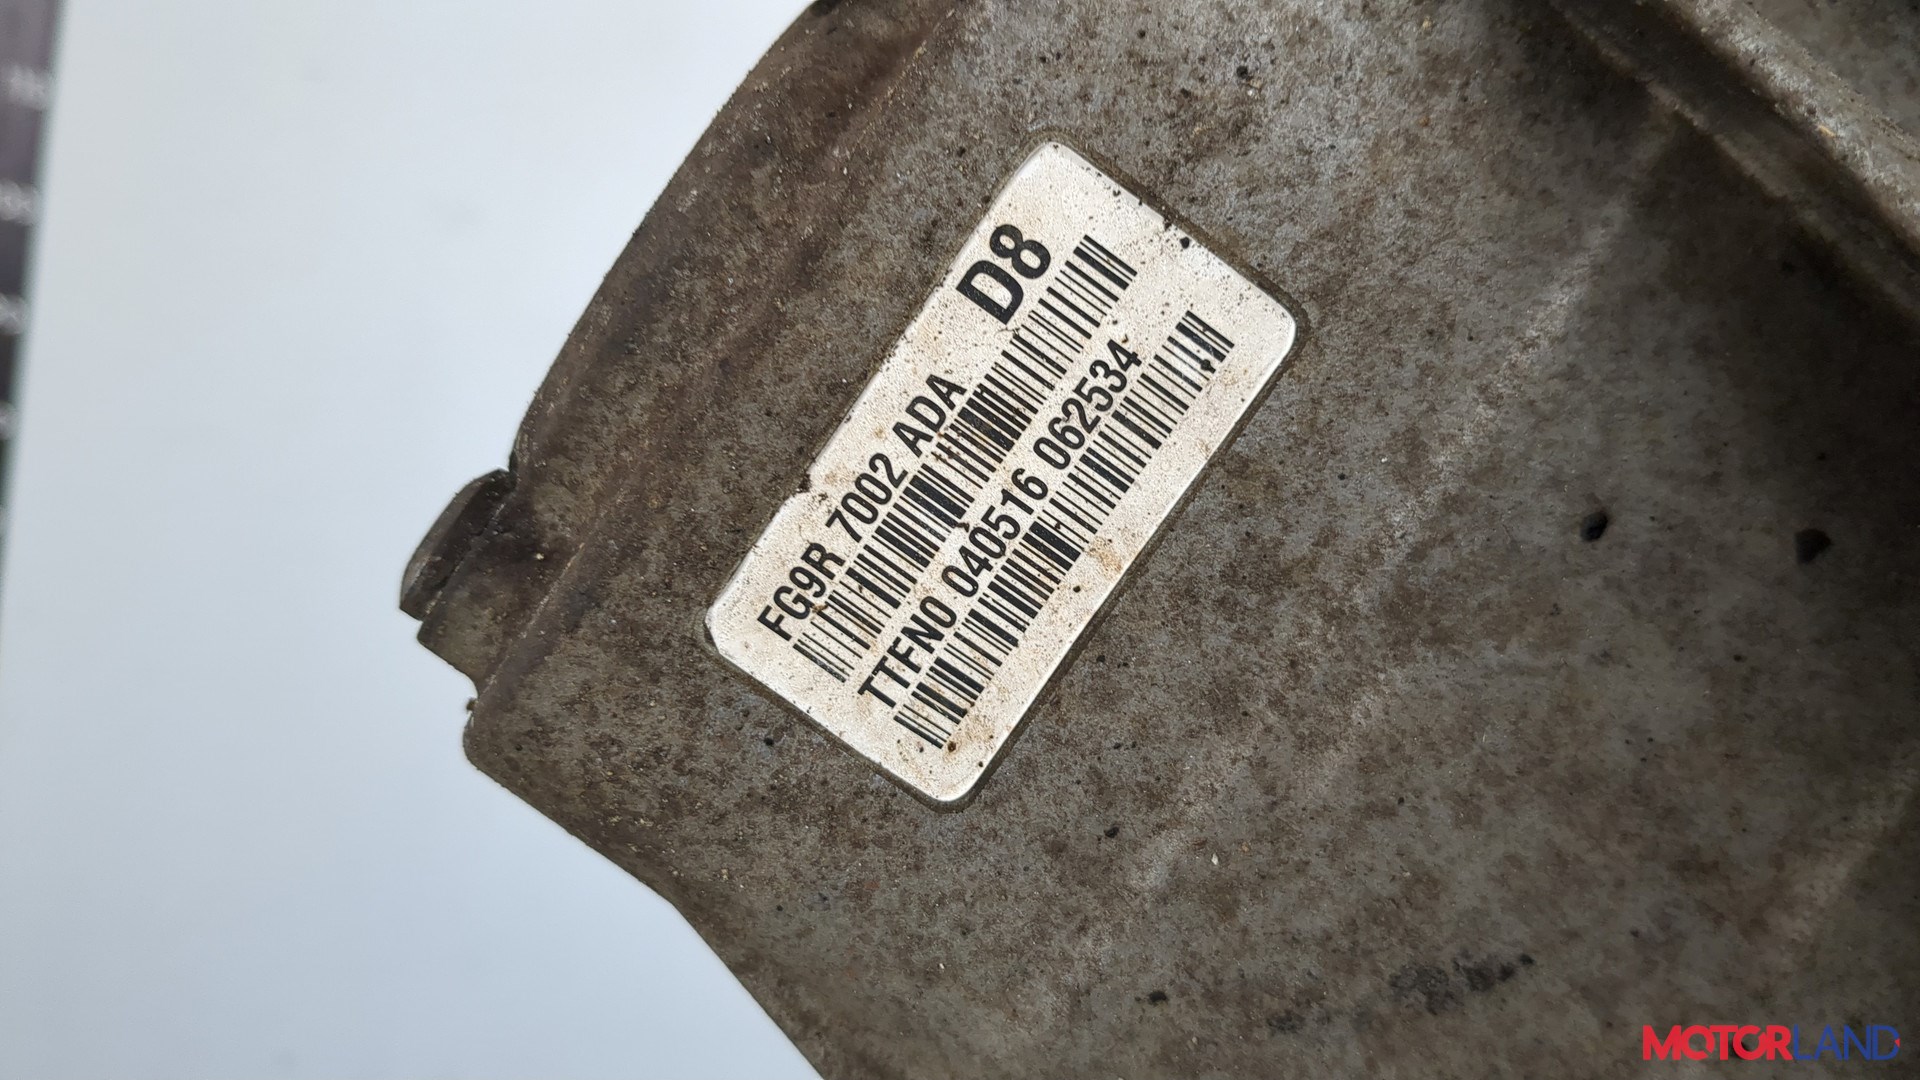 D8
FG9R 7002 ADA
TTFN0 040516 062534
MOTORLAND